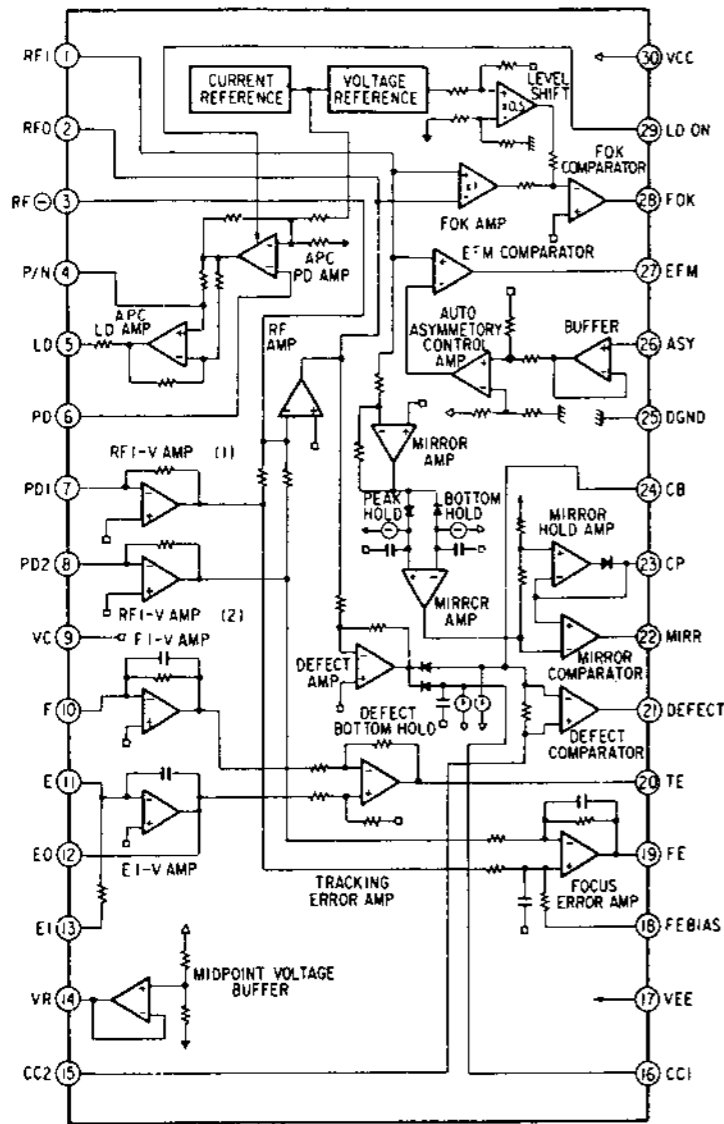 RFI 1
RFO 2
RF⊖ 3
P/N 4
LD 5
PD 6
PD1 7
PD2 8
VC 9
F 10
E 11
EO 12
EI 13
VR 14
CC2 15
30 VCC
29 LD ON
28 FOK
27 EFM
26 ASY
25 DGND
24 CB
23 CP
22 MIRR
21 DEFECT
20 TE
19 FE
18 FEBIAS
17 VEE
16 CC1
CURRENT
REFERENCE
VOLTAGE
REFERENCE
LEVEL
SHIFT
×0.5
FOK
COMPARATOR
×1
FOK AMP
APC
PD AMP
EFM COMPARATOR
APC
LD AMP
RF
AMP
AUTO
ASYMMETORY
CONTROL
AMP
BUFFER
RFI-V AMP (1)
MIRROR
AMP
PEAK
HOLD
BOTTOM
HOLD
MIRROR
HOLD AMP
RFI-V AMP (2)
MIRROR
AMP
MIRROR
COMPARATOR
F I-V AMP
DEFECT
AMP
DEFECT
BOTTOM HOLD
DEFECT
COMPARATOR
E I-V AMP
TRACKING
ERROR AMP
FOCUS
ERROR AMP
MIDPOINT VOLTAGE
BUFFER